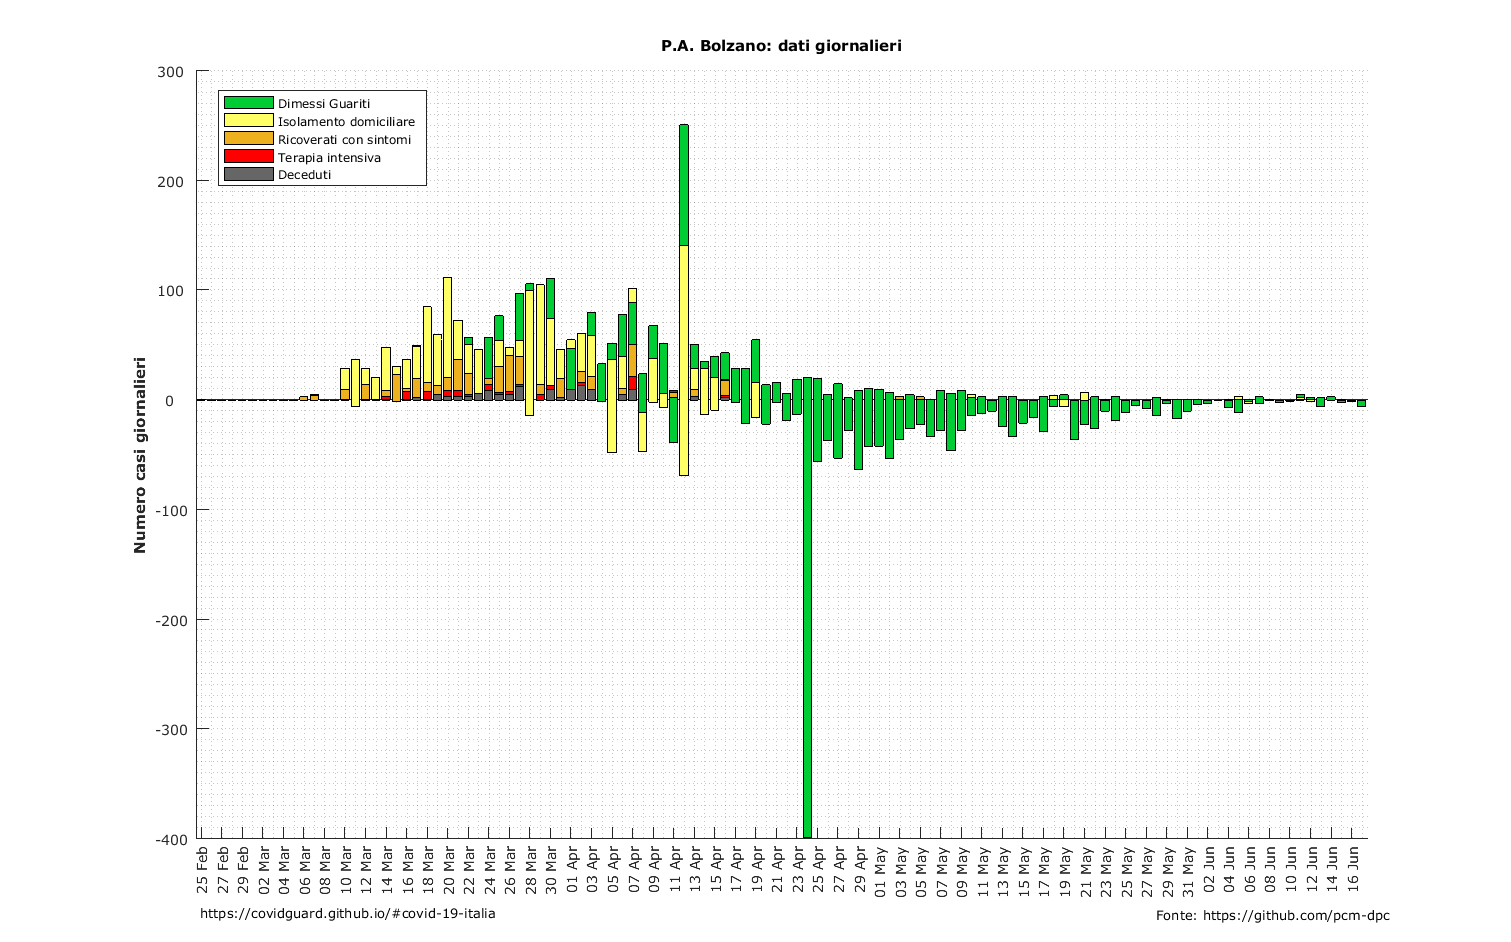 P.A. Bolzano: dati giornalieri
300
200
100
0
-100
-200
-300
-400
Numero casi giornalieri
Dimessi Guariti
Isolamento domiciliare
Ricoverati con sintomi
Terapia intensiva
Deceduti
25 Feb
27 Feb
29 Feb
02 Mar
04 Mar
06 Mar
08 Mar
10 Mar
12 Mar
14 Mar
16 Mar
18 Mar
20 Mar
22 Mar
24 Mar
26 Mar
28 Mar
30 Mar
01 Apr
03 Apr
05 Apr
07 Apr
09 Apr
11 Apr
13 Apr
15 Apr
17 Apr
19 Apr
21 Apr
23 Apr
25 Apr
27 Apr
29 Apr
01 May
03 May
05 May
07 May
09 May
11 May
13 May
15 May
17 May
19 May
21 May
23 May
25 May
27 May
29 May
31 May
02 Jun
04 Jun
06 Jun
08 Jun
10 Jun
12 Jun
14 Jun
16 Jun
https://covidguard.github.io/#covid-19-italia
Fonte: https://github.com/pcm-dpc